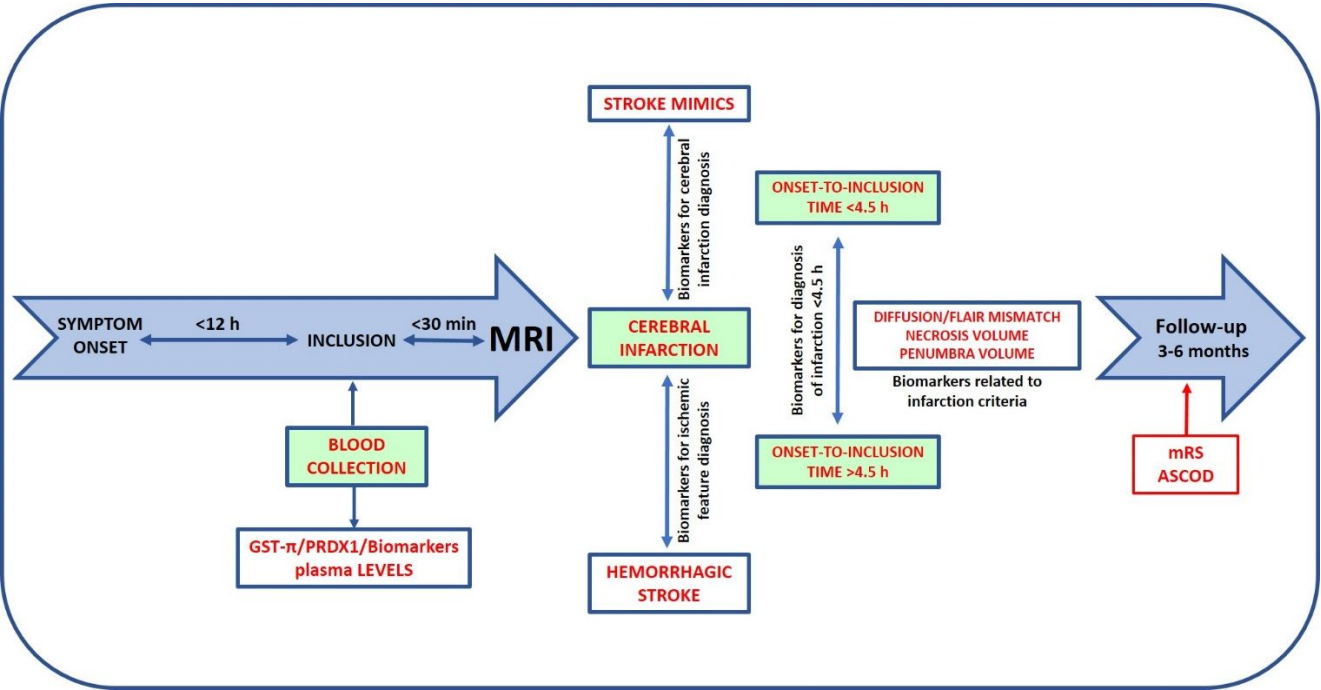 STROKE MIMICS
Biomarkers for cerebral
infarction diagnosis
ONSET-TO-INCLUSION
TIME <4.5 h
Biomarkers for diagnosis
of infarction <4.5 h
SYMPTOM
ONSET
<12 h
INCLUSION
<30 min
MRI
CEREBRAL
INFARCTION
DIFFUSION/FLAIR MISMATCH
NECROSIS VOLUME
PENUMBRA VOLUME
Biomarkers related to
infarction criteria
Follow-up
3-6 months
BLOOD
COLLECTION
Biomarkers for ischemic
feature diagnosis
ONSET-TO-INCLUSION
TIME >4.5 h
mRS
ASCOD
GST-π/PRDX1/Biomarkers
plasma LEVELS
HEMORRHAGIC
STROKE